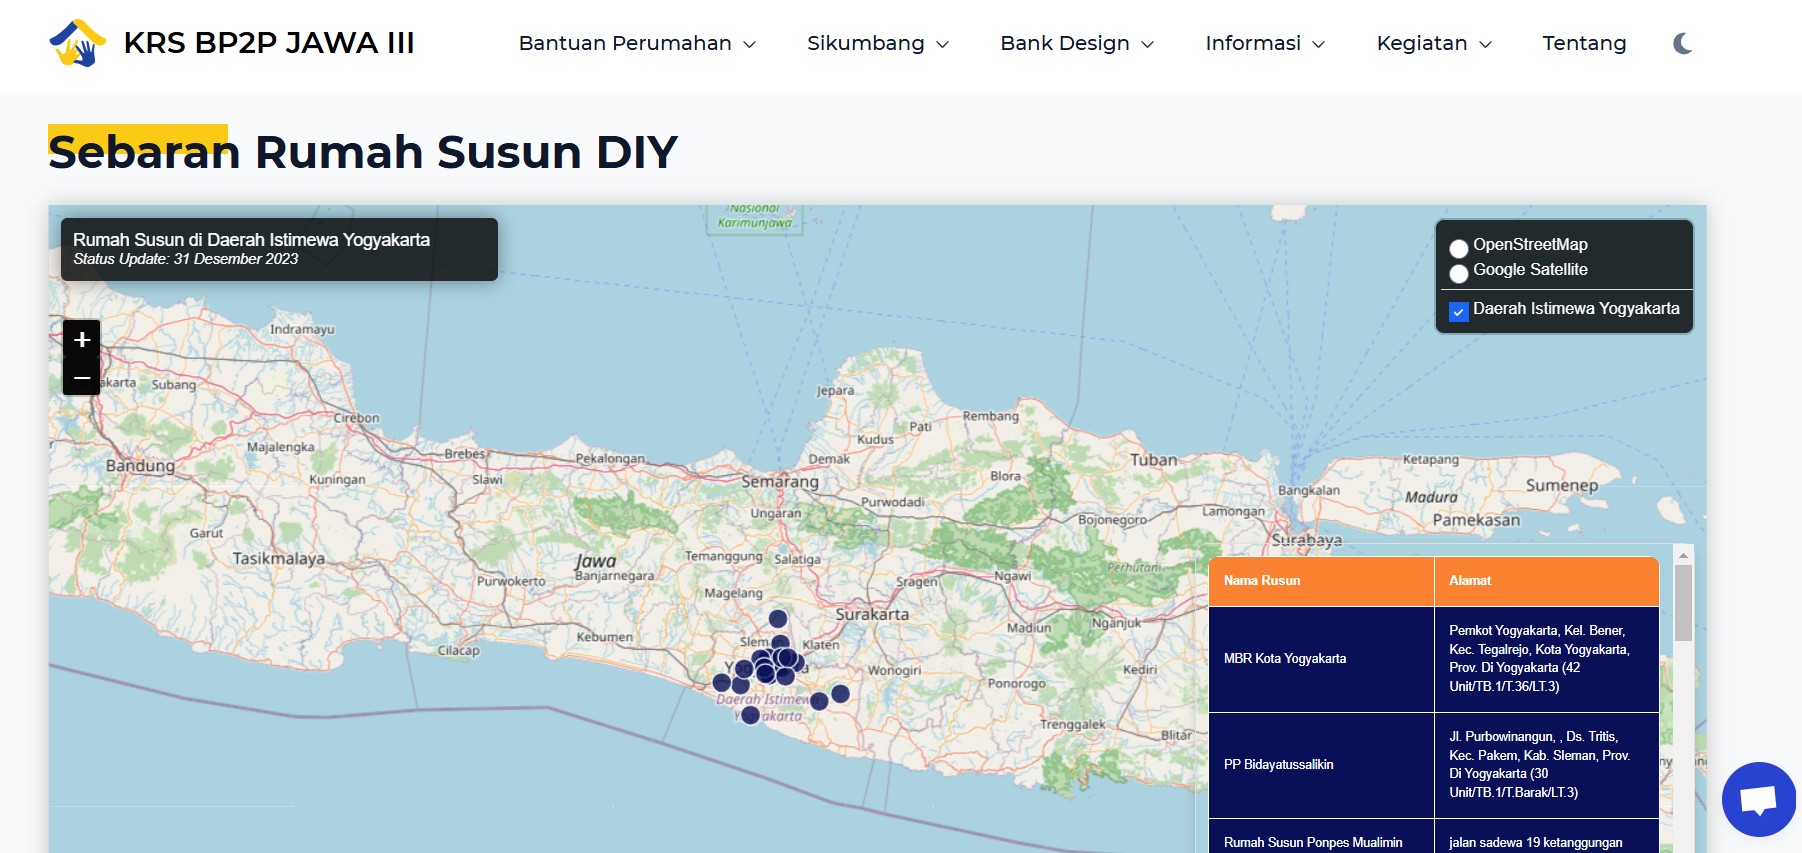 KRS BP2P JAWA III
Bantuan Perumahan
Sikumbang
Bank Design
Informasi
Kegiatan
Tentang
Sebaran Rumah Susun DIY
Rumah Susun di Daerah Istimewa Yogyakarta
Status Update: 31 Desember 2023
+
−
OpenStreetMap
Google Satellite
Daerah Istimewa Yogyakarta
Nasional
Karimunjawa
Indramayu
akarta
Subang
Jepara
Cirebon
Rembang
Pati
Kudus
Majalengka
Brebes
Pekalongan
Demak
Tuban
Ketapang
Bandung
Kuningan
Slawi
Semarang
Blora
Bangkalan
Madura
Sumenep
Purwodadi
Ungaran
Lamongan
Bojonegoro
Pamekasan
Garut
Surabaya
Tasikmalaya
Jawa
Temanggung
Salatiga
Perhutani
Purwokerto
Banjarnegara
Sragen
Ngawi
Magelang
Surakarta
Nganjuk
Madiun
Kebumen
Slem
Klaten
Cilacap
Wonogiri
Kediri
Ponorogo
Daerah Istimew
Trenggalek
Blitar
Nama Rusun
Alamat
MBR Kota Yogyakarta
Pemkot Yogyakarta, Kel. Bener,
Kec. Tegalrejo, Kota Yogyakarta,
Prov. Di Yogyakarta (42
Unit/TB.1/T.36/LT.3)
PP Bidayatussalikin
Jl. Purbowinangun, , Ds. Tritis,
Kec. Pakem, Kab. Sleman, Prov.
Di Yogyakarta (30
Unit/TB.1/T.Barak/LT.3)
Rumah Susun Ponpes Mualimin
jalan sadewa 19 ketanggungan